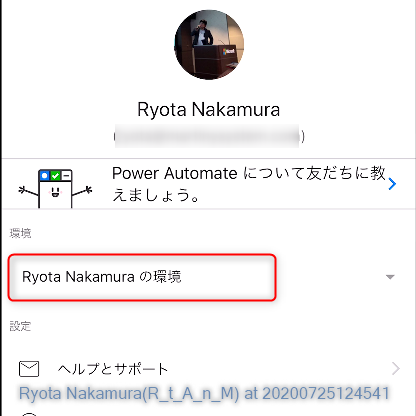 Ryota Nakamura
Power Automate について友だちに教
えましょう。
環境
Ryota Nakamura の環境
設定
ヘルプとサポート
Ryota Nakamura(R_t_A_n_M) at 20200725124541